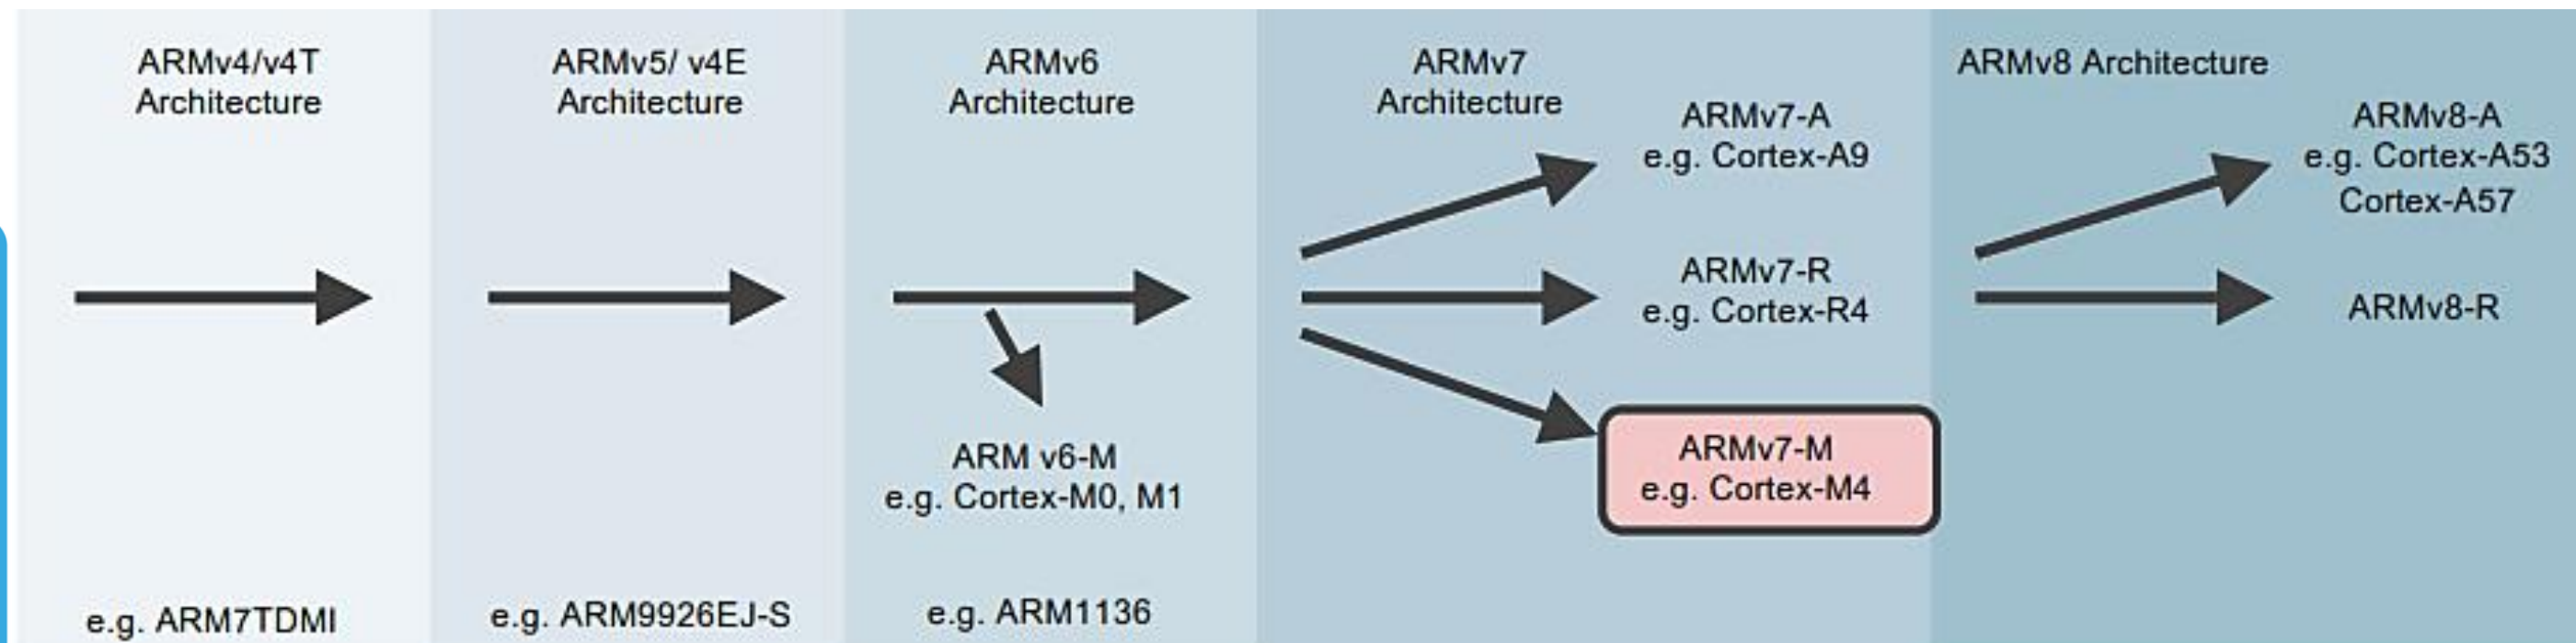 ARMv4/v4T
Architecture
e.g. ARM7TDMI
ARMv5/ v4E
Architecture
e.g. ARM9926EJ-S
ARMv6
Architecture
ARM v6-M
e.g. Cortex-M0, M1
e.g. ARM1136
ARMv7
Architecture
ARMv7-A
e.g. Cortex-A9
ARMv7-R
e.g. Cortex-R4
ARMv7-M
e.g. Cortex-M4
ARMv8 Architecture
ARMv8-A
e.g. Cortex-A53
Cortex-A57
ARMv8-R